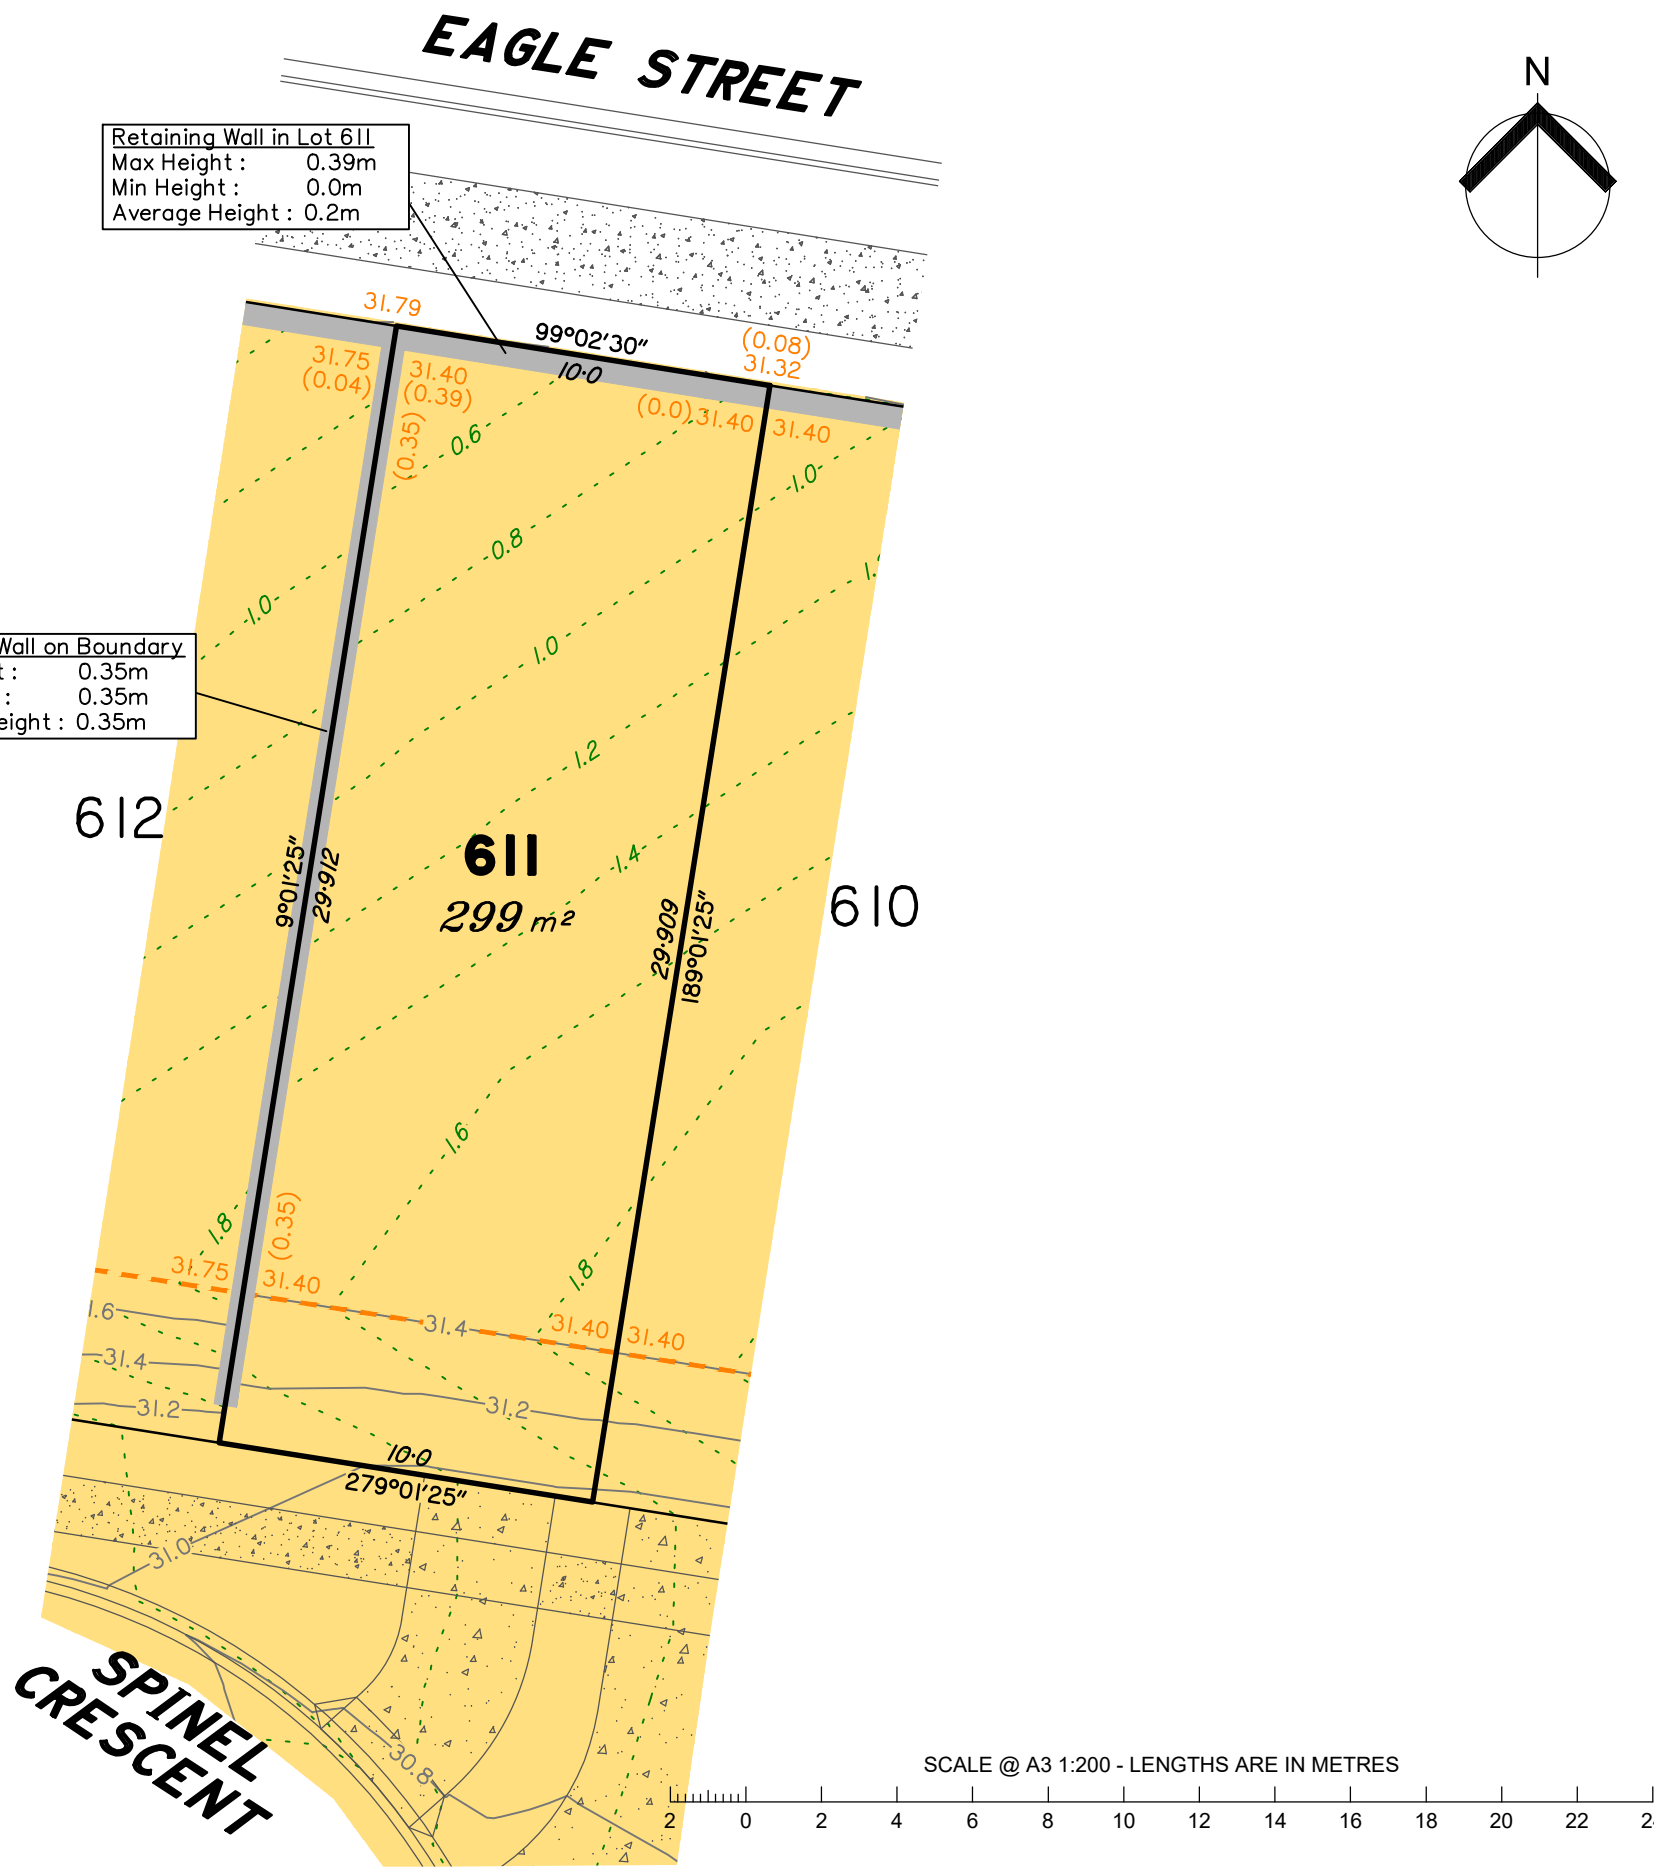 EAGLE STREET
N
Retaining Wall in Lot 611
Max Height : 0.39m
Min Height : 0.0m
Average Height : 0.2m
31.79
99°02'30"
10·0
(0.08)
31.32
31.75
(0.04)
31.40
(0.39)
(0.35)
(0.0) 31.40
31.40
0.6
0.8
1.0
1.0
1.0
1.2
1.4
1.6
1.8
1.8
Wall on Boundary
: 0.35m
: 0.35m
eight : 0.35m
612
611
299 m²
610
9°01'25"
29·912
29·909
189°01'25"
(0.35)
31.75
31.40
31.4
31.40
31.40
1.6
31.4
31.2
31.2
10·0
279°01'25"
31.0
30.8
SPINEL
CRESCENT
SCALE @ A3 1:200 - LENGTHS ARE IN METRES
2 0 2 4 6 8 10 12 14 16 18 20 22